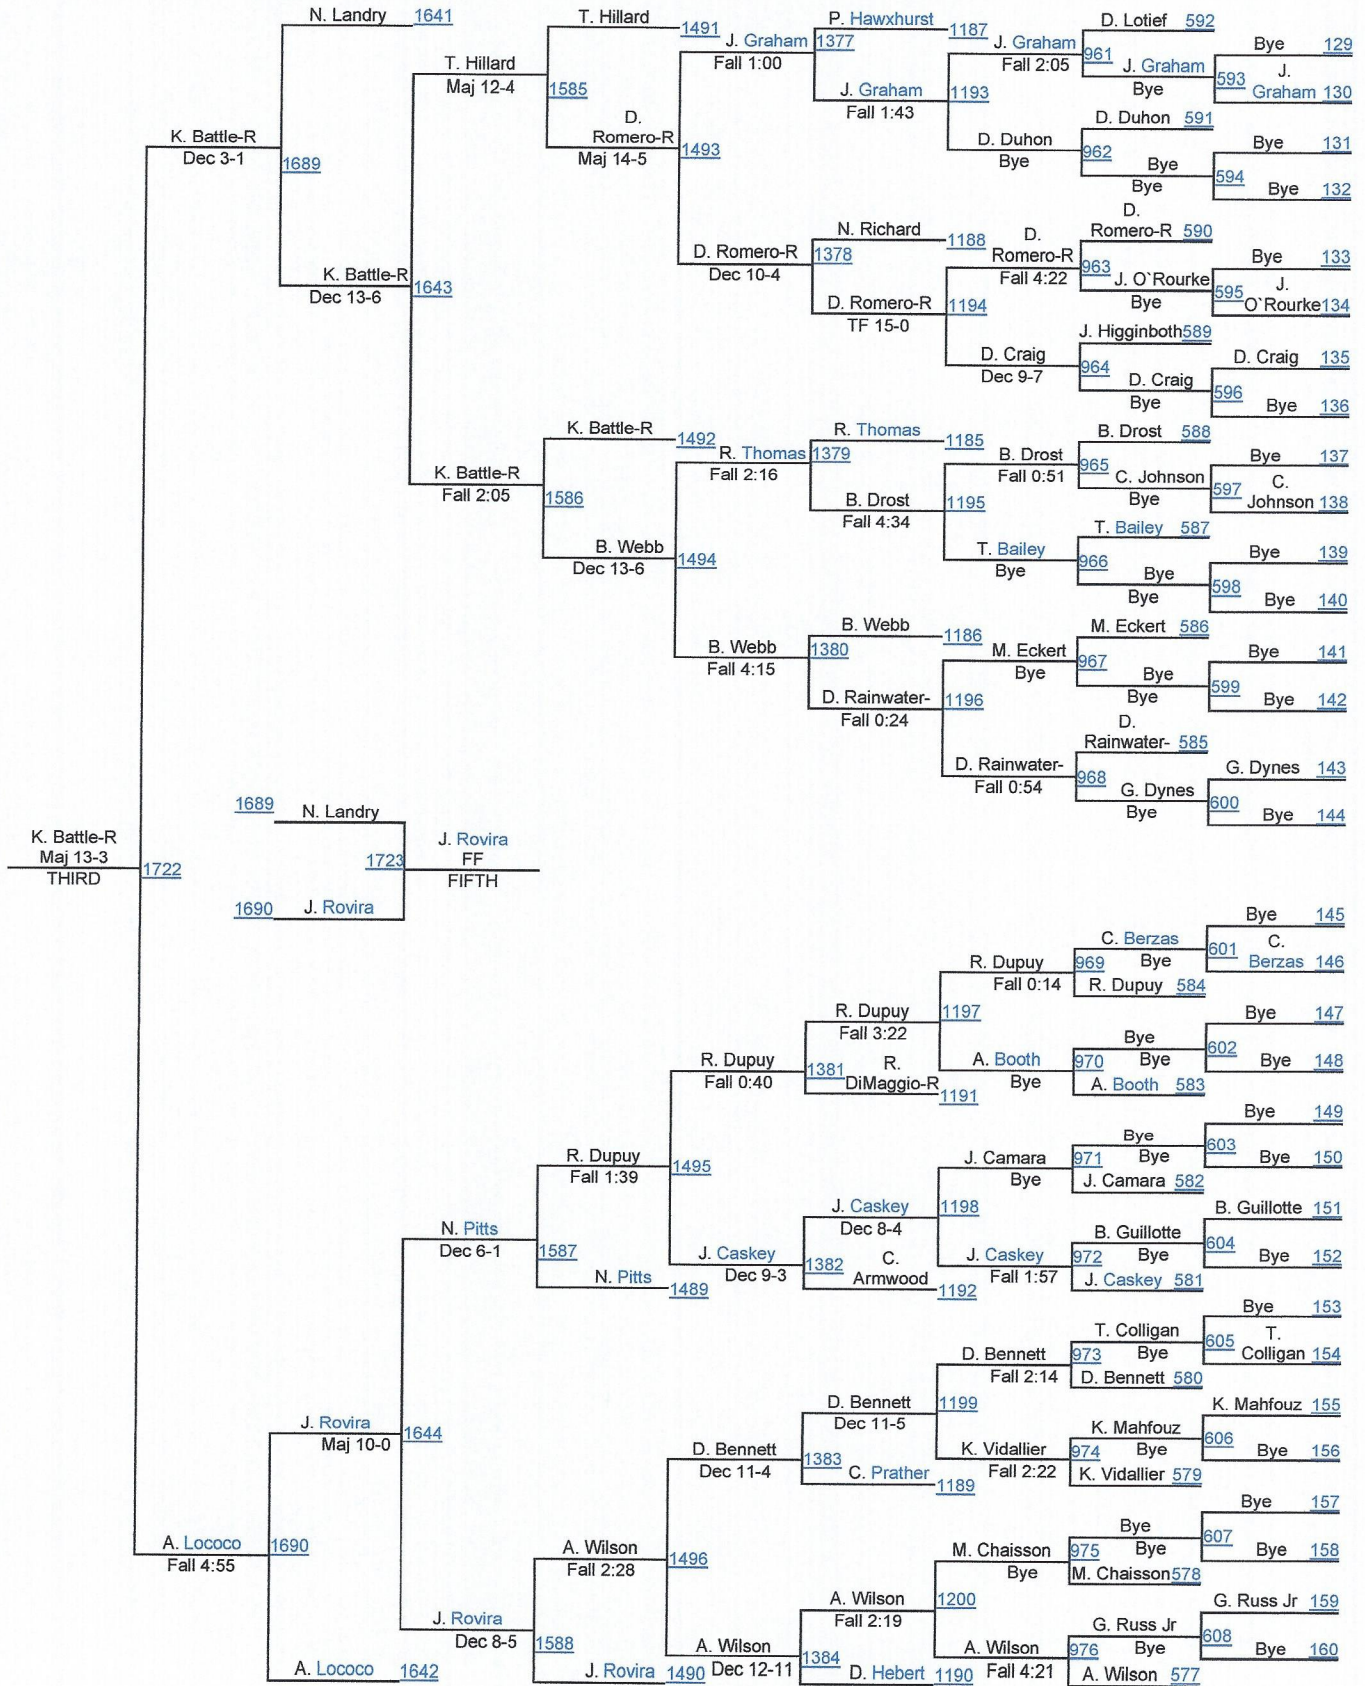 N. Landry 1641
T. Hillard 1491
P. Hawxhurst 1187
D. Lotief 592
Bye 129
J. Graham 1377
Fall 1:00
J. Graham 961
Fall 2:05
J. Graham 593
Bye
J.
Graham 130
T. Hillard
Maj 12-4
1585
J. Graham 1193
Fall 1:43
D. Duhon 591
D.
Romero-R 1493
Maj 14-5
D. Duhon 962
Bye
Bye 131
Bye 594
Bye
Bye 132
K. Battle-R
Dec 3-1
1689
D.
Romero-R 590
N. Richard 1188
D.
Romero-R 963
Fall 4:22
Bye 133
D. Romero-R 1378
Dec 10-4
J. O`Rourke 595
Bye
J.
O`Rourke 134
K. Battle-R 1643
Dec 13-6
D. Romero-R 1194
TF 15-0
J. Higginboth 589
D. Craig 135
D. Craig 964
Dec 9-7
D. Craig 596
Bye
Bye 136
K. Battle-R 1492
R. Thomas 1185
B. Drost 588
R. Thomas 1379
Fall 2:16
B. Drost 965
Fall 0:51
Bye 137
K. Battle-R
Fall 2:05
1586
C. Johnson 597
Bye
C.
Johnson 138
B. Drost 1195
Fall 4:34
T. Bailey 587
B. Webb 1494
Dec 13-6
T. Bailey 966
Bye
Bye 139
Bye 598
Bye
Bye 140
B. Webb 1186
M. Eckert 586
B. Webb 1380
Fall 4:15
M. Eckert 967
Bye
Bye 141
Bye 599
Bye
Bye 142
D. Rainwater- 1196
Fall 0:24
D.
Rainwater- 585
D. Rainwater- 968
Fall 0:54
G. Dynes 143
G. Dynes 600
Bye
Bye 144
1689 N. Landry
K. Battle-R
Maj 13-3
THIRD
1722
1723
J. Rovira
FF
FIFTH
1690 J. Rovira
Bye 145
C. Berzas 601
Bye
C.
Berzas 146
R. Dupuy 969
Fall 0:14
R. Dupuy 584
R. Dupuy 1197
Fall 3:22
Bye 147
Bye 602
Bye
Bye 148
R. Dupuy 1381
Fall 0:40
R.
DiMaggio-R 1191
A. Booth 970
Bye
A. Booth 583
Bye 149
Bye 603
Bye
Bye 150
R. Dupuy 1495
Fall 1:39
J. Camara 971
Bye
J. Camara 582
J. Caskey 1198
Dec 8-4
B. Guillotte 151
N. Pitts
Dec 6-1
1587
B. Guillotte 604
Bye
Bye 152
J. Caskey 1382
Dec 9-3
C.
Armwood 1192
J. Caskey 972
Fall 1:57
J. Caskey 581
N. Pitts 1489
Bye 153
T. Colligan 605
Bye
T.
Colligan 154
D. Bennett 973
Fall 2:14
D. Bennett 580
D. Bennett 1199
Dec 11-5
K. Mahfouz 155
J. Rovira 1644
Maj 10-0
K. Mahfouz 606
Bye
Bye 156
D. Bennett 1383
Dec 11-4
C. Prather 1189
K. Vidallier 974
Fall 2:22
K. Vidallier 579
Bye 157
A. Lococo 1690
Fall 4:55
A. Wilson 1496
Fall 2:28
Bye 607
Bye
Bye 158
M. Chaisson 975
Bye
M. Chaisson 578
A. Wilson 1200
Fall 2:19
G. Russ Jr 159
J. Rovira
Dec 8-5
1588
G. Russ Jr 608
Bye
Bye 160
A. Wilson 1384
Dec 12-11
A. Wilson 976
Fall 4:21
A. Wilson 577
A. Lococo 1642
J. Rovira 1490
D. Hebert 1190